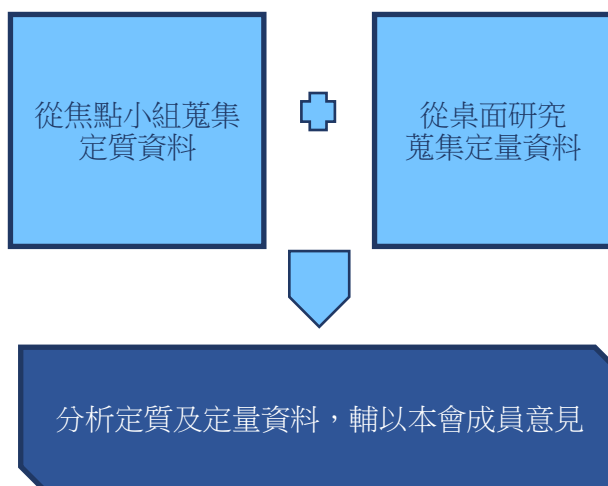 從焦點小組蒐集
定質資料
從桌面研究
蒐集定量資料
分析定質及定量資料，輔以本會成員意見